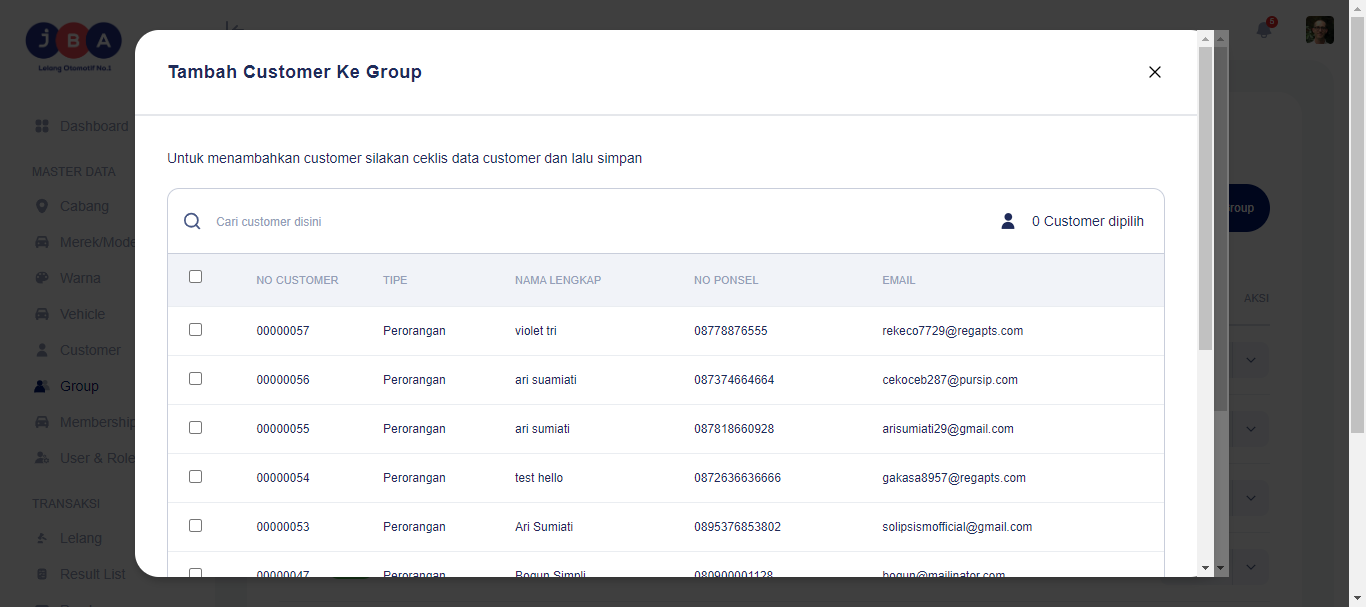 JBA
Lelang Otomotif No.1
6
Tambah Customer Ke Group
Dashboard
MASTER DATA
Cabang
Merek/Mode
Warna
Vehicle
Customer
Group
Membership
User & Role
TRANSAKSI
Lelang
Result List
Untuk menambahkan customer silakan ceklis data customer dan lalu simpan
Cari customer disini
0 Customer dipilih
roup
AKSI
NO CUSTOMER TIPE NAMA LENGKAP NO PONSEL EMAIL
00000057 Perorangan violet tri 08778876555 rekeco7729@regapts.com
00000056 Perorangan ari suamiati 087374664664 cekoceb287@pursip.com
00000055 Perorangan ari sumiati 087818660928 arisumiati29@gmail.com
00000054 Perorangan test hello 0872636636666 gakasa8957@regapts.com
00000053 Perorangan Ari Sumiati 0895376853802 solipsismofficial@gmail.com
00000047 Perorangan Bogun Simpli 080900001128 bogun@mailinator.com